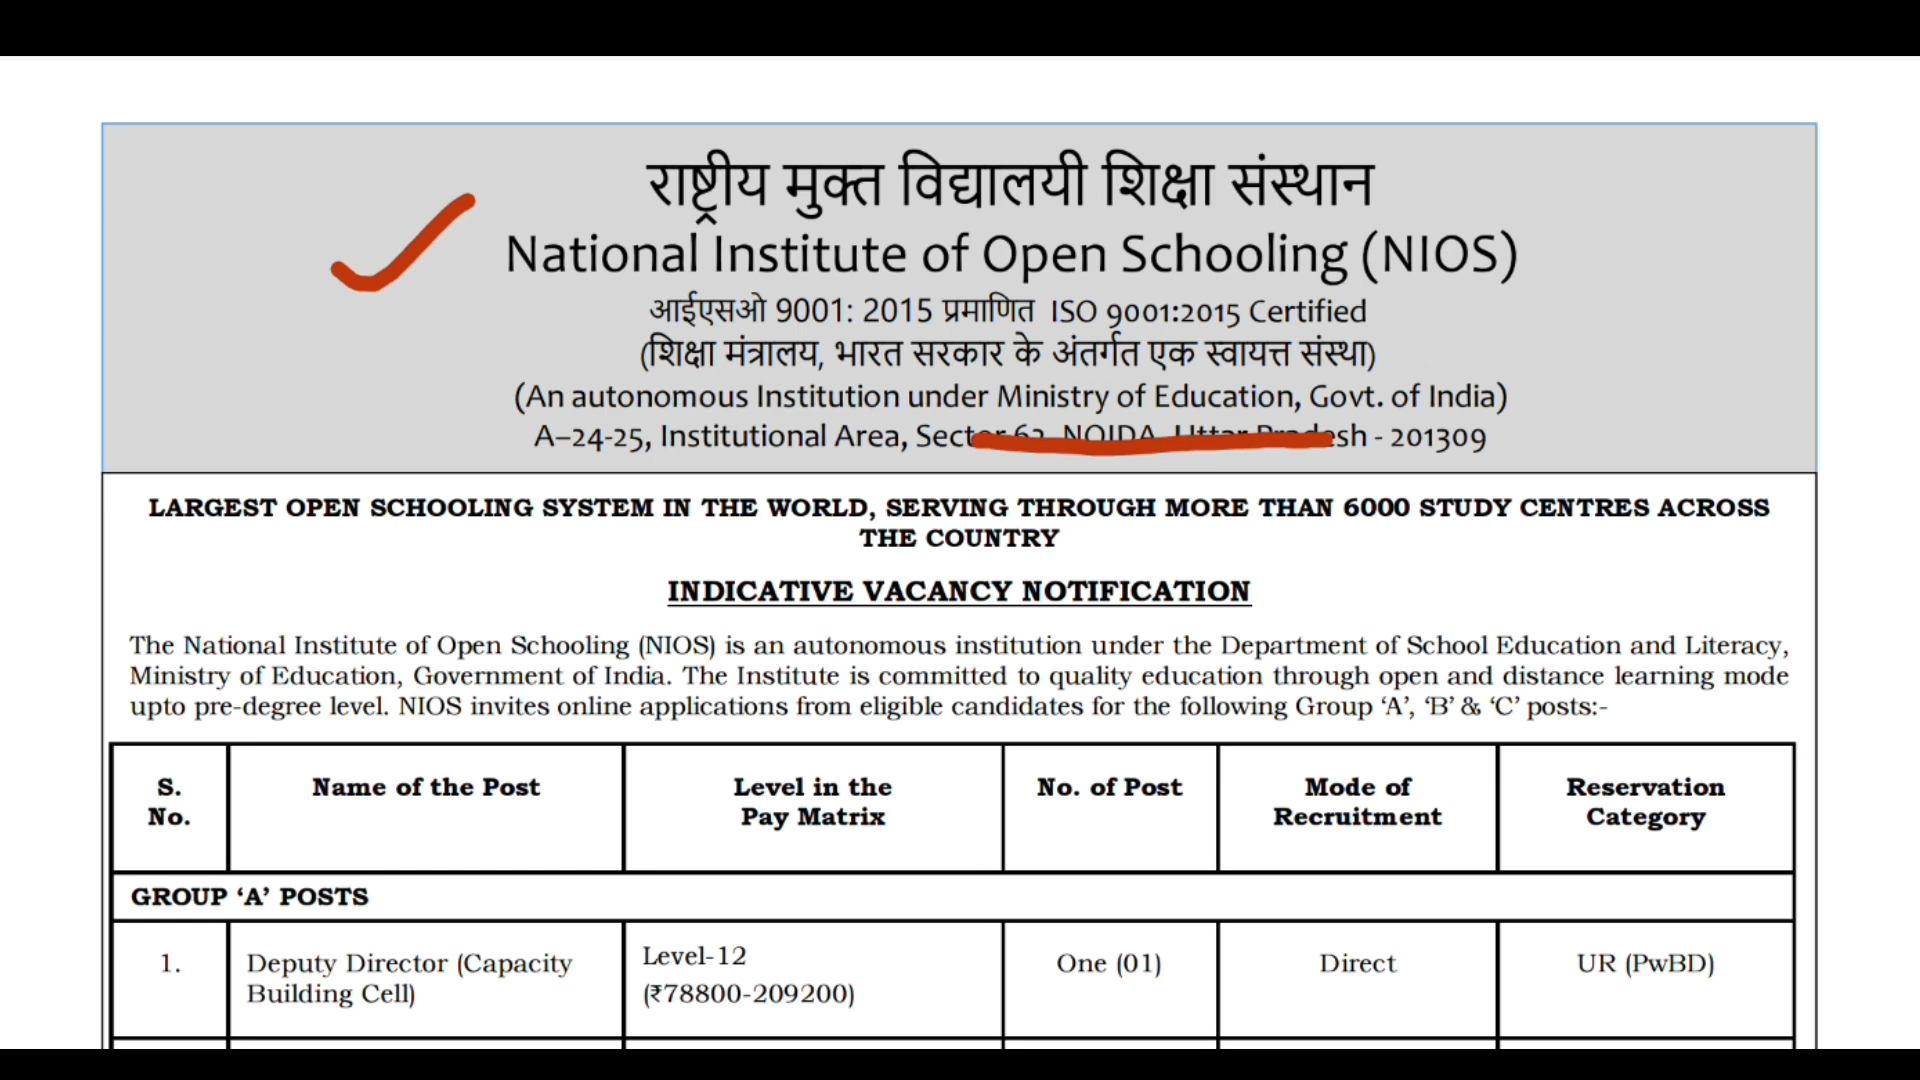 राष्ट्रीय मुक्त विद्यालयी शिक्षा संस्थान
National Institute of Open Schooling (NIOS)
आईएसओ 9001: 2015 प्रमाणित ISO 9001:2015 Certified
(शिक्षा मंत्रालय, भारत सरकार के अंतर्गत एक स्वायत्त संस्था)
(An autonomous Institution under Ministry of Education, Govt. of India)
A–24-25, Institutional Area, Sector 62, NOIDA, Uttar Pradesh - 201309
LARGEST OPEN SCHOOLING SYSTEM IN THE WORLD, SERVING THROUGH MORE THAN 6000 STUDY CENTRES ACROSS
THE COUNTRY
INDICATIVE VACANCY NOTIFICATION
The National Institute of Open Schooling (NIOS) is an autonomous institution under the Department of School Education and Literacy,
Ministry of Education, Government of India. The Institute is committed to quality education through open and distance learning mode
upto pre-degree level. NIOS invites online applications from eligible candidates for the following Group ‘A’, ‘B’ & ‘C’ posts:-
S. No. Name of the Post Level in the Pay Matrix No. of Post Mode of Recruitment Reservation Category
GROUP ‘A’ POSTS
1. Deputy Director (Capacity Building Cell) Level-12 (₹78800-209200) One (01) Direct UR (PwBD)